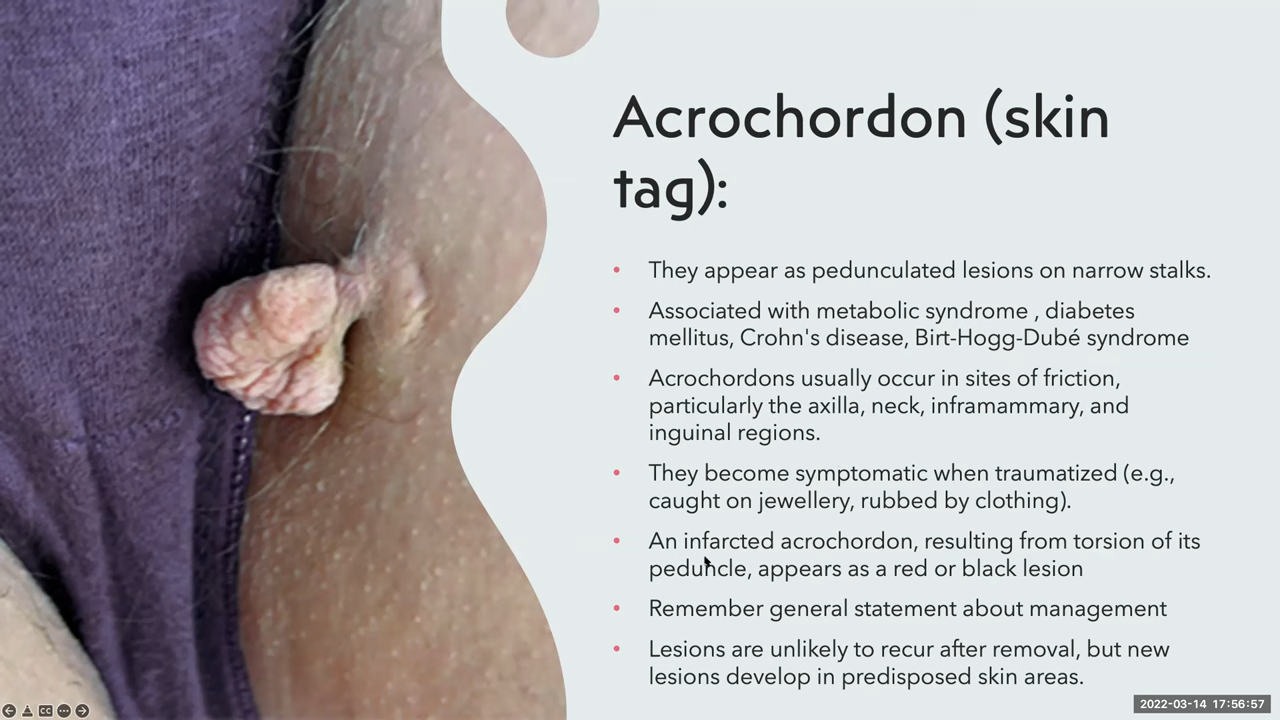 Acrochordon (skin
tag):
• They appear as pedunculated lesions on narrow stalks.
• Associated with metabolic syndrome , diabetes
mellitus, Crohn's disease, Birt-Hogg-Dubé syndrome
• Acrochordons usually occur in sites of friction,
particularly the axilla, neck, inframammary, and
inguinal regions.
• They become symptomatic when traumatized (e.g.,
caught on jewellery, rubbed by clothing).
• An infarcted acrochordon, resulting from torsion of its
peduncle, appears as a red or black lesion
• Remember general statement about management
• Lesions are unlikely to recur after removal, but new
lesions develop in predisposed skin areas.
CC
2022-03-14 17:56:57